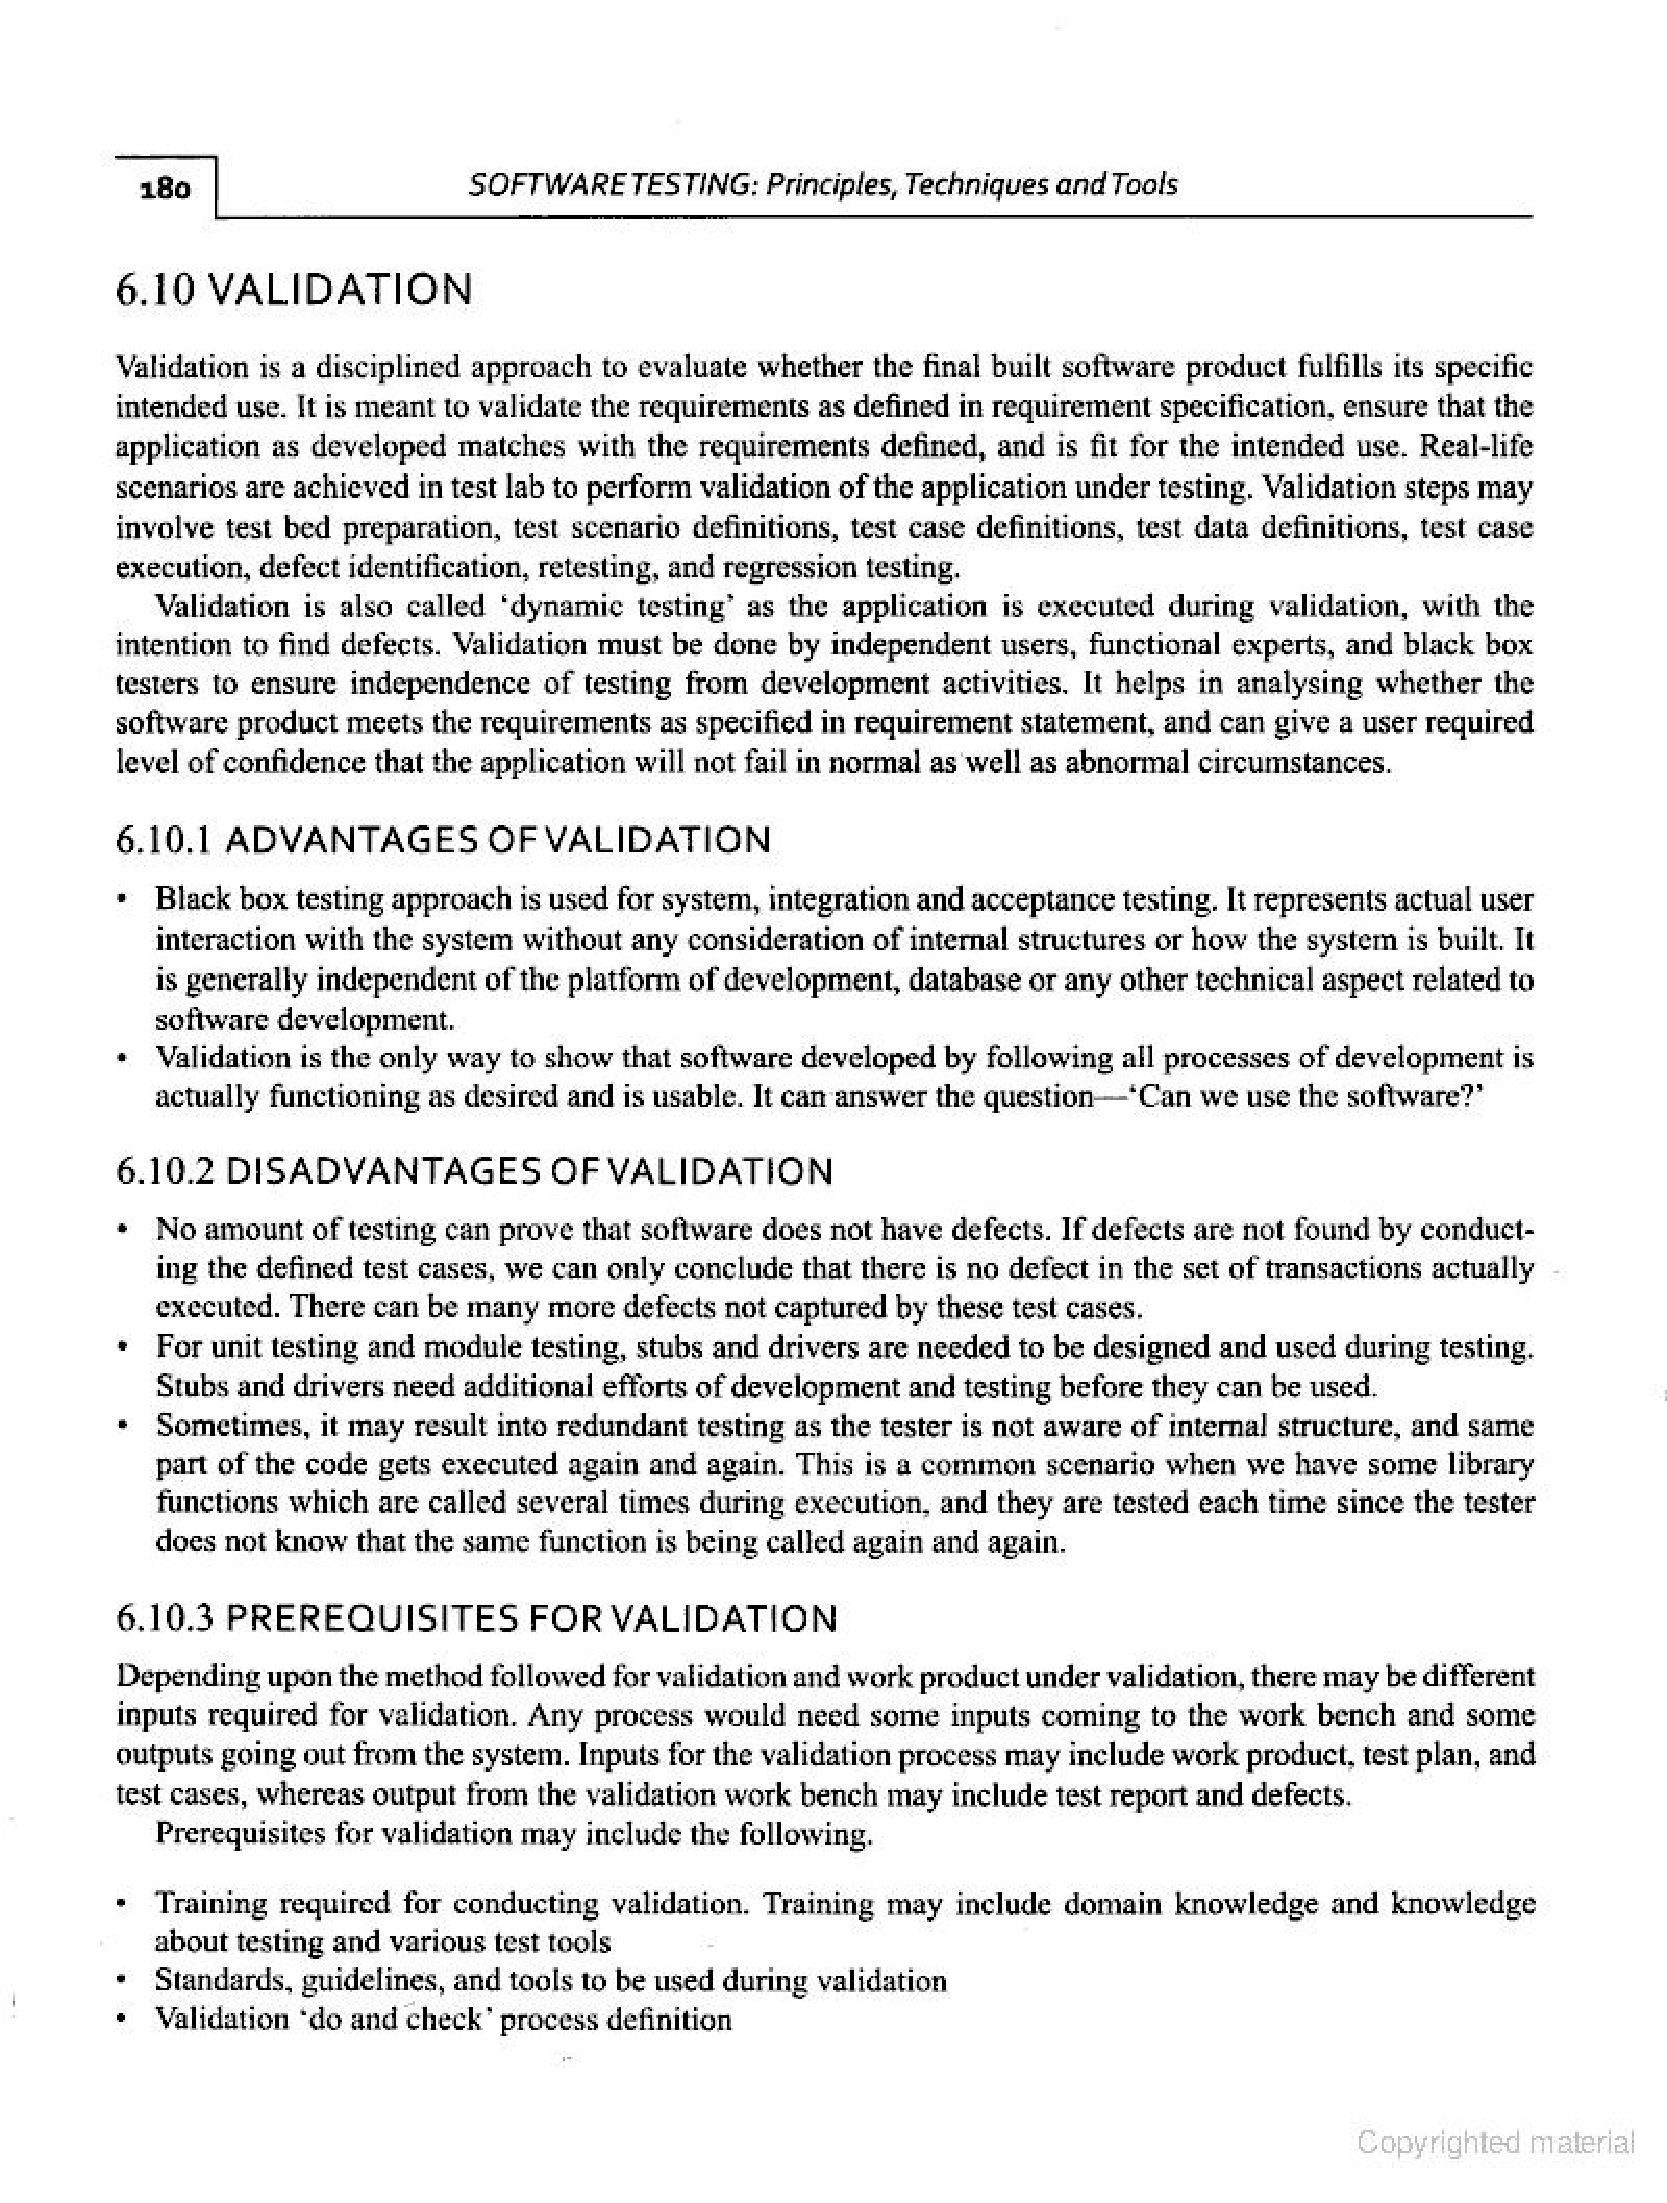 180
SOFTWARE TESTING: Principles, Techniques and Tools
6.10 VALIDATION
Validation is a disciplined approach to evaluate whether the final built software product fulfills its specific
intended use. It is meant to validate the requirements as defined in requirement specification, ensure that the
application as developed matches with the requirements defined, and is fit for the intended use. Real-life
scenarios are achieved in test lab to perform validation of the application under testing. Validation steps may
involve test bed preparation, test scenario definitions, test case definitions, test data definitions, test case
execution, defect identification, retesting, and regression testing.
Validation is also called ‘dynamic testing’ as the application is executed during validation, with the
intention to find defects. Validation must be done by independent users, functional experts, and black box
testers to ensure independence of testing from development activities. It helps in analysing whether the
software product meets the requirements as specified in requirement statement, and can give a user required
level of confidence that the application will not fail in normal as well as abnormal circumstances.
6.10.1 ADVANTAGES OF VALIDATION
• Black box testing approach is used for system, integration and acceptance testing. It represents actual user
interaction with the system without any consideration of internal structures or how the system is built. It
is generally independent of the platform of development, database or any other technical aspect related to
software development.
• Validation is the only way to show that software developed by following all processes of development is
actually functioning as desired and is usable. It can answer the question—‘Can we use the software?’
6.10.2 DISADVANTAGES OF VALIDATION
• No amount of testing can prove that software does not have defects. If defects are not found by conduct-
ing the defined test cases, we can only conclude that there is no defect in the set of transactions actually
executed. There can be many more defects not captured by these test cases.
• For unit testing and module testing, stubs and drivers are needed to be designed and used during testing.
Stubs and drivers need additional efforts of development and testing before they can be used.
• Sometimes, it may result into redundant testing as the tester is not aware of internal structure, and same
part of the code gets executed again and again. This is a common scenario when we have some library
functions which are called several times during execution, and they are tested each time since the tester
does not know that the same function is being called again and again.
6.10.3 PREREQUISITES FOR VALIDATION
Depending upon the method followed for validation and work product under validation, there may be different
inputs required for validation. Any process would need some inputs coming to the work bench and some
outputs going out from the system. Inputs for the validation process may include work product, test plan, and
test cases, whereas output from the validation work bench may include test report and defects.
Prerequisites for validation may include the following.
• Training required for conducting validation. Training may include domain knowledge and knowledge
about testing and various test tools
• Standards, guidelines, and tools to be used during validation
• Validation ‘do and check’ process definition
Copyrighted material